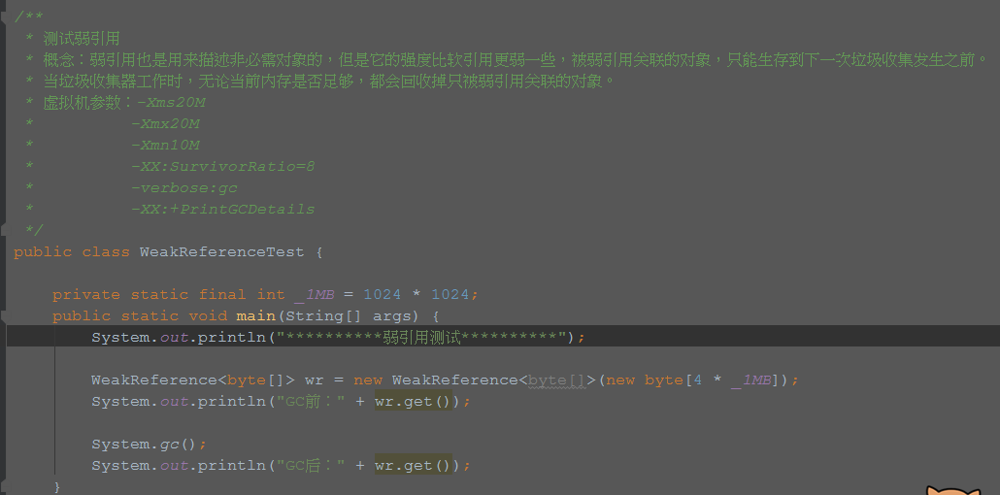 /**
 * 测试弱引用
 * 概念：弱引用也是用来描述非必需对象的，但是它的强度比软引用更弱一些，被弱引用关联的对象，只能生存到下一次垃圾收集发生之前。
 * 当垃圾收集器工作时，无论当前内存是否足够，都会回收掉只被弱引用关联的对象。
 * 虚拟机参数：-Xms20M
 *          -Xmx20M
 *          -Xmn10M
 *          -XX:SurvivorRatio=8
 *          -verbose:gc
 *          -XX:+PrintGCDetails
 */
public class WeakReferenceTest {
    private static final int _1MB = 1024 * 1024;
    public static void main(String[] args) {
        System.out.println("**********弱引用测试**********");
        WeakReference<byte[]> wr = new WeakReference<byte[]>(new byte[4 * _1MB]);
        System.out.println("GC前：" + wr.get());
        System.gc();
        System.out.println("GC后：" + wr.get());
    }